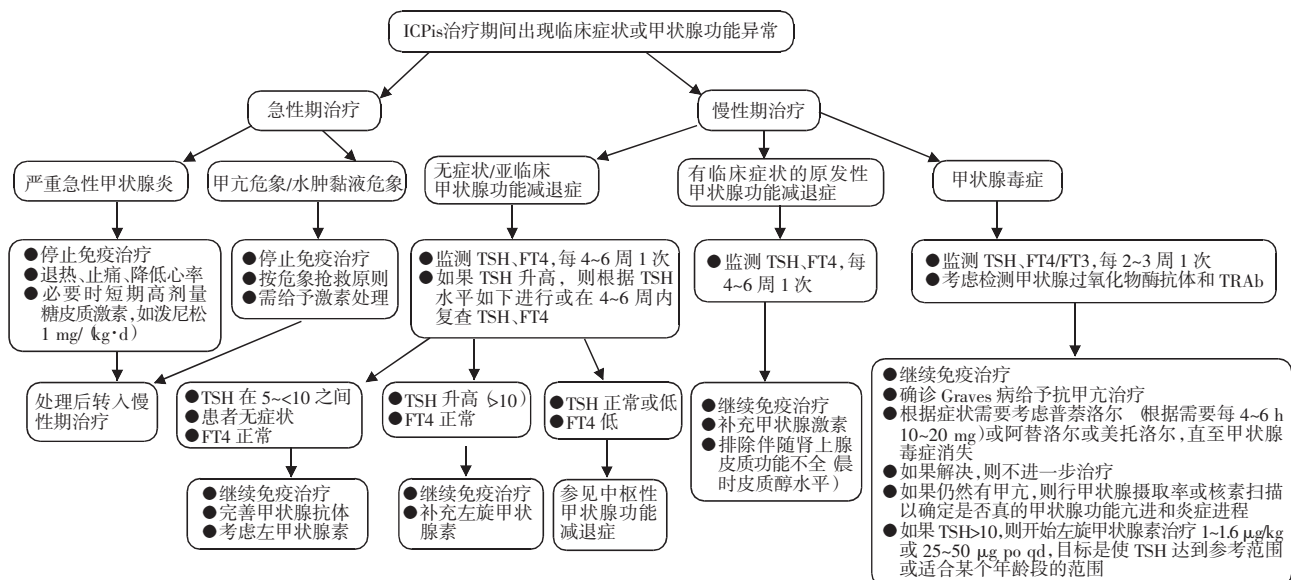 ICPis治疗期间出现临床症状或甲状腺功能异常
急性期治疗
慢性期治疗
严重急性甲状腺炎
甲亢危象/水肿黏液危象
无症状/亚临床
甲状腺功能减退症
有临床症状的原发性
甲状腺功能减退症
甲状腺毒症
●停止免疫治疗
●退热、止痛、降低心率
●必要时短期高剂量
糖皮质激素,如泼尼松
1 mg/（kg·d）
●停止免疫治疗
●按危象抢救原则
●需给予激素处理
●监测 TSH、FT4,每 4~6 周 1 次
●如果 TSH 升高，则根据 TSH
水平如下进行或在 4~6 周内
复查 TSH、FT4
●监测 TSH、FT4,每
4~6 周 1 次
●监测 TSH、FT4/FT3,每 2~3 周 1 次
●考虑检测甲状腺过氧化物酶抗体和 TRAb
处理后转入慢
性期治疗
●TSH 在 5~<10 之间
●患者无症状
●FT4 正常
●TSH 升高（>10）
●FT4 正常
●TSH 正常或低
●FT4 低
●继续免疫治疗
●补充甲状腺激素
●排除伴随肾上腺
皮质功能不全（晨
时皮质醇水平）
●继续免疫治疗
●确诊 Graves 病给予抗甲亢治疗
●根据症状需要考虑普萘洛尔（根据需要每 4~6 h
10~20 mg）或阿替洛尔或美托洛尔,直至甲状腺
毒症消失
●如果解决,则不进一步治疗
●如果仍然有甲亢,则行甲状腺摄取率或核素扫描
以确定是否真的甲状腺功能亢进和炎症进程
●如果 TSH>10,则开始左旋甲状腺素治疗 1~1.6 μg/kg
或 25~50 μg po qd,目标是使 TSH 达到参考范围
或适合某个年龄段的范围
●继续免疫治疗
●完善甲状腺抗体
●考虑左甲状腺素
●继续免疫治疗
●补充左旋甲状
腺素
参见中枢性
甲状腺功能
减退症